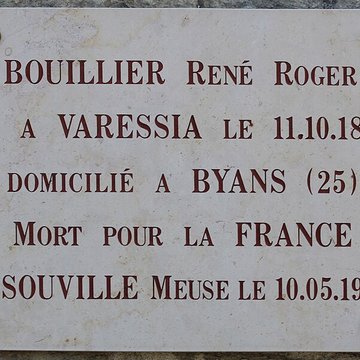 BOUILLIER RENÉ ROGER
A VARESSIA LE 11.10.18
DOMICILIÉ A BYANS (25)
MORT POUR LA FRANCE
SOUVILLE MEUSE LE 10.05.19